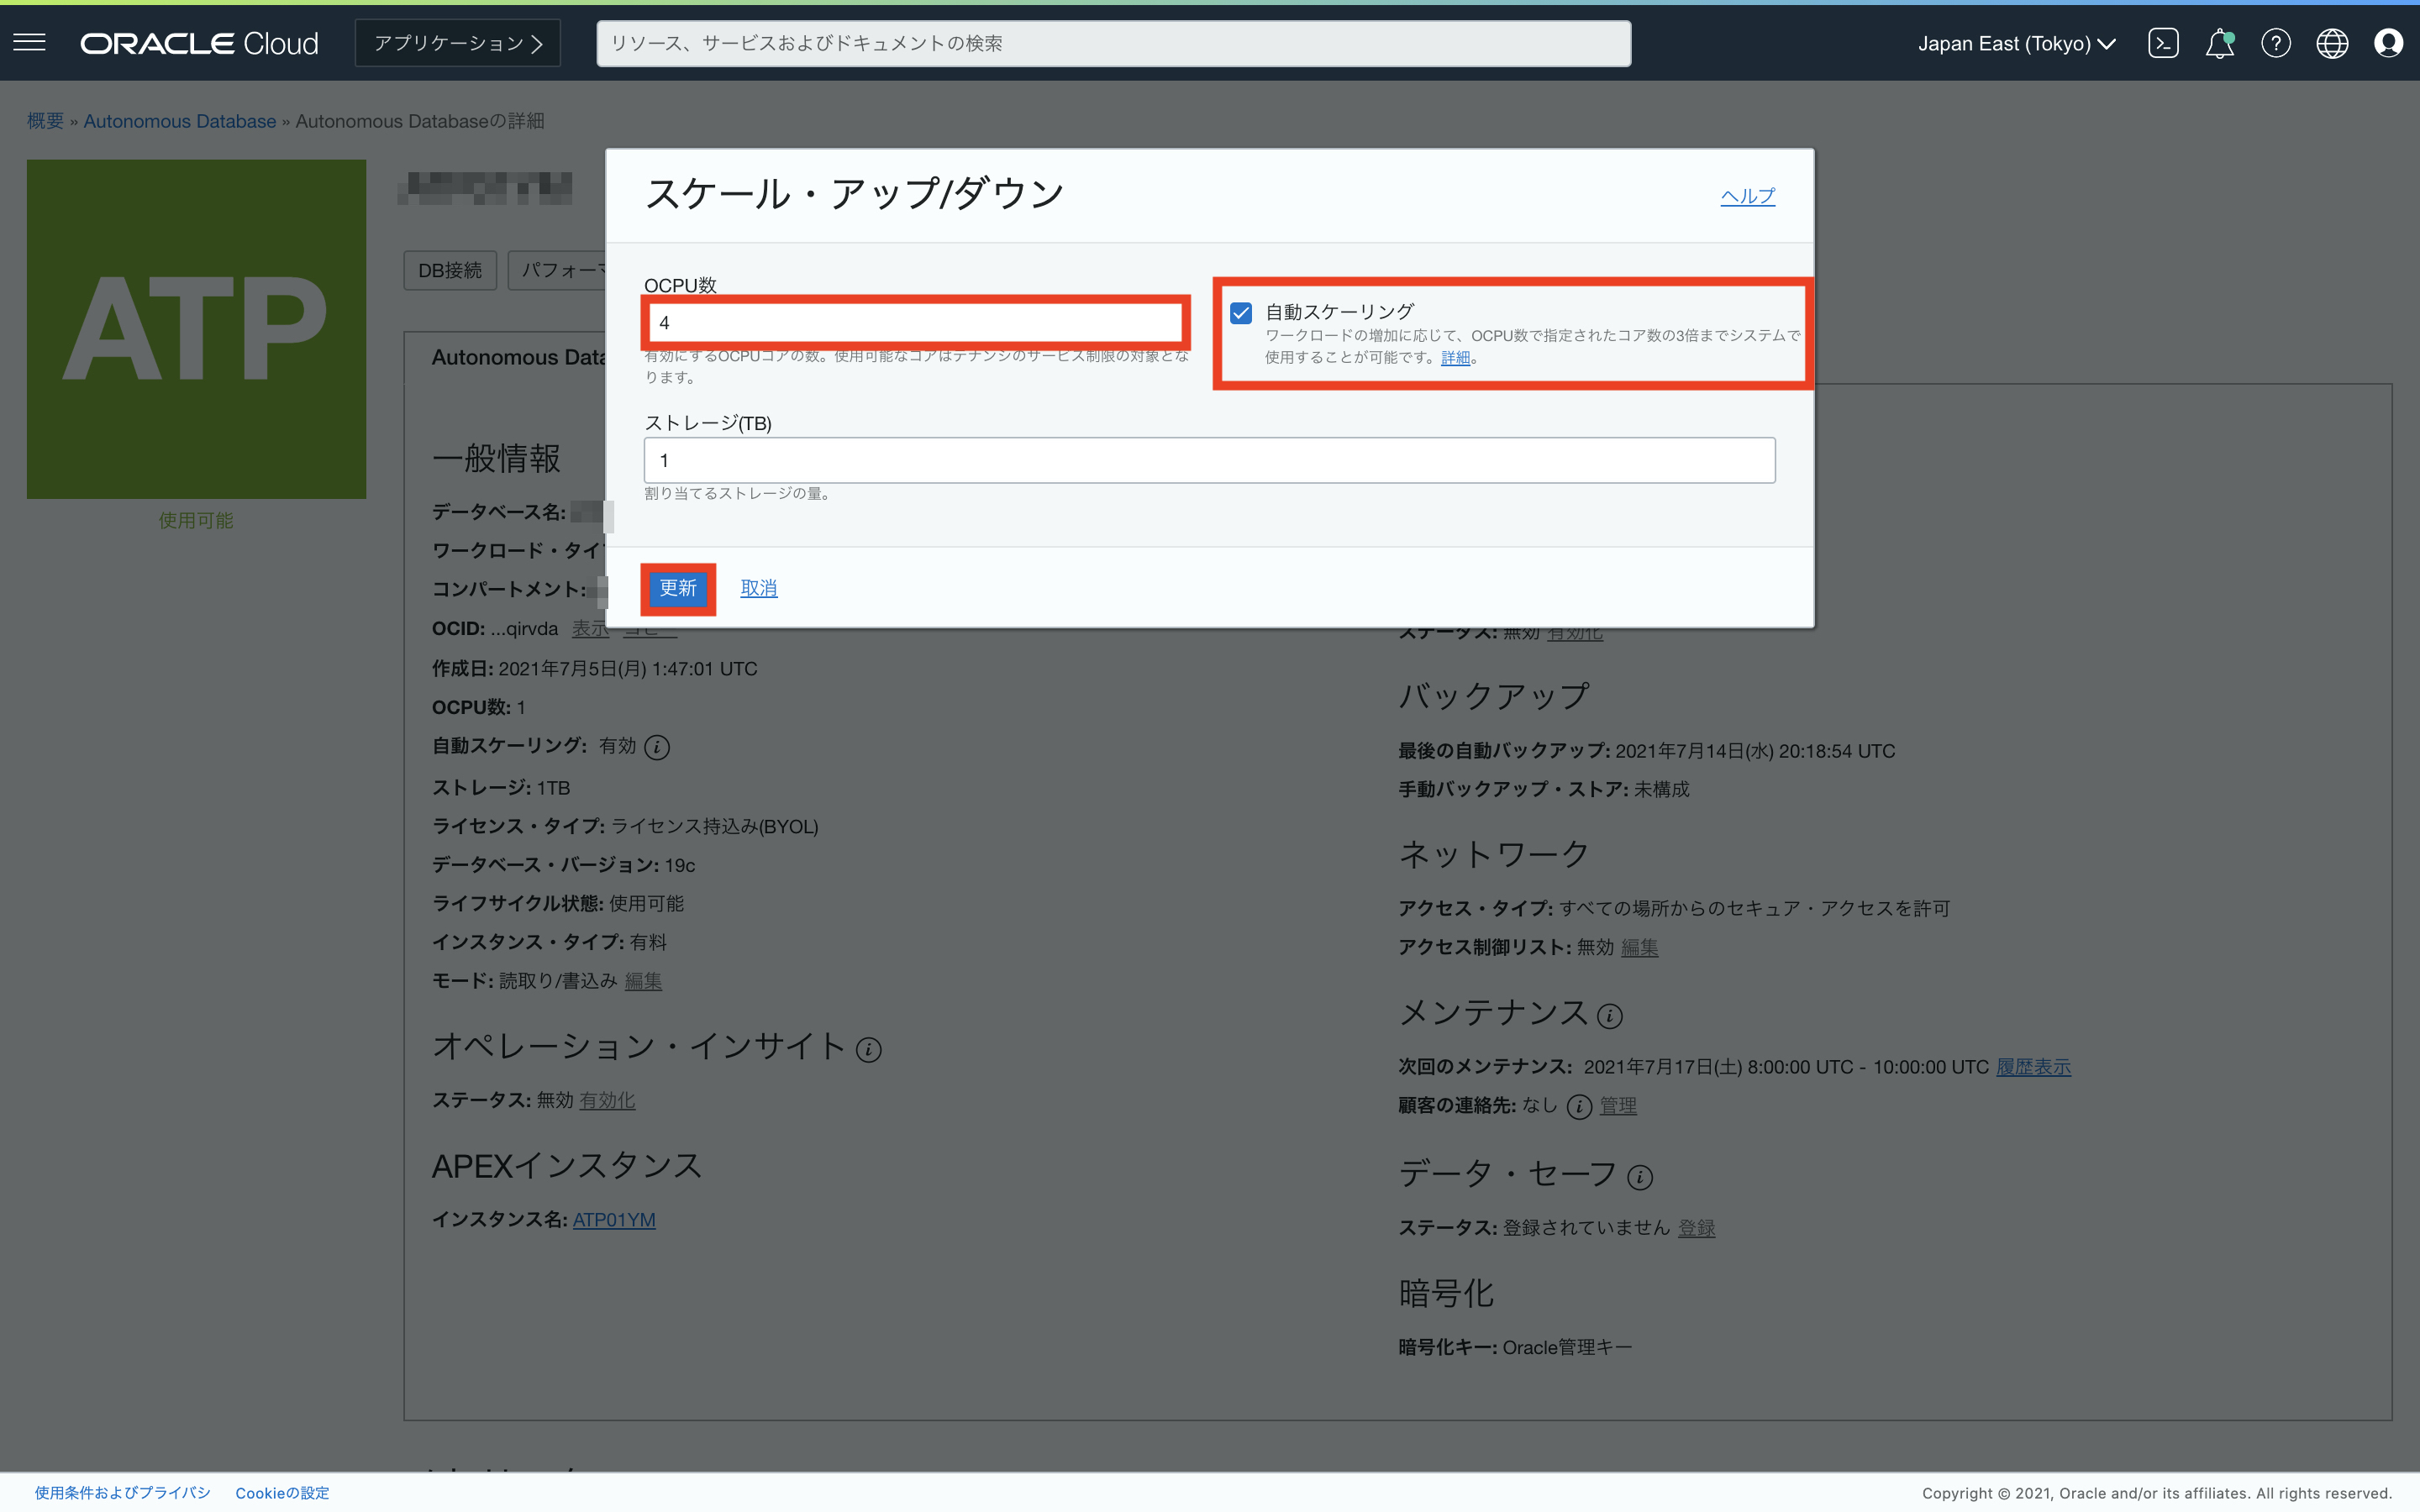 ORACLE Cloud
アプリケーション
リソース、サービスおよびドキュメントの検索
Japan East (Tokyo)
概要 » Autonomous Database » Autonomous Databaseの詳細
ATP
使用可能
DB接続
パフォーマ
Autonomous Data
スケール・アップ/ダウン
ヘルプ
OCPU数
4
有効にするOCPUコアの数。使用可能なコアはテナンシのサービス制限の対象とな
ります。
自動スケーリング
ワークロードの増加に応じて、OCPU数で指定されたコア数の3倍までシステムで
使用することが可能です。詳細。
ストレージ(TB)
1
割り当てるストレージの量。
更新
取消
一般情報
データベース名:
ワークロード・タイ
コンパートメント:
OCID: ...qirvda 表示 コピー
作成日: 2021年7月5日(月) 1:47:01 UTC
OCPU数: 1
自動スケーリング: 有効
ストレージ: 1TB
ライセンス・タイプ: ライセンス持込み(BYOL)
データベース・バージョン: 19c
ライフサイクル状態: 使用可能
インスタンス・タイプ: 有料
モード: 読取り/書込み 編集
オペレーション・インサイト
ステータス: 無効 有効化
APEXインスタンス
インスタンス名: ATP01YM
ステータス: 無効 有効化
バックアップ
最後の自動バックアップ: 2021年7月14日(水) 20:18:54 UTC
手動バックアップ・ストア: 未構成
ネットワーク
アクセス・タイプ: すべての場所からのセキュア・アクセスを許可
アクセス制御リスト: 無効 編集
メンテナンス
次回のメンテナンス: 2021年7月17日(土) 8:00:00 UTC - 10:00:00 UTC 履歴表示
顧客の連絡先: なし 管理
データ・セーフ
ステータス: 登録されていません 登録
暗号化
暗号化キー: Oracle管理キー
使用条件およびプライバシ
Cookieの設定
Copyright © 2021, Oracle and/or its affiliates. All rights reserved.